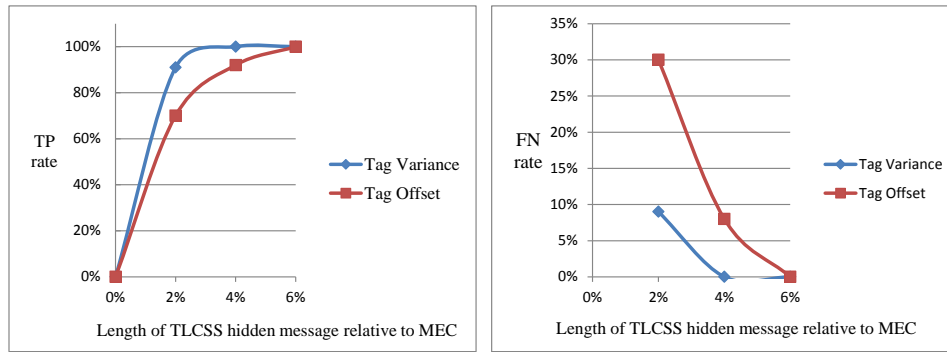 100%
80%
60%
40%
20%
0%
TP
rate
0% 2% 4% 6%
Tag Variance
Tag Offset
Length of TLCSS hidden message relative to MEC
35%
30%
25%
20%
15%
10%
5%
0%
FN
rate
0% 2% 4% 6%
Tag Variance
Tag Offset
Length of TLCSS hidden message relative to MEC